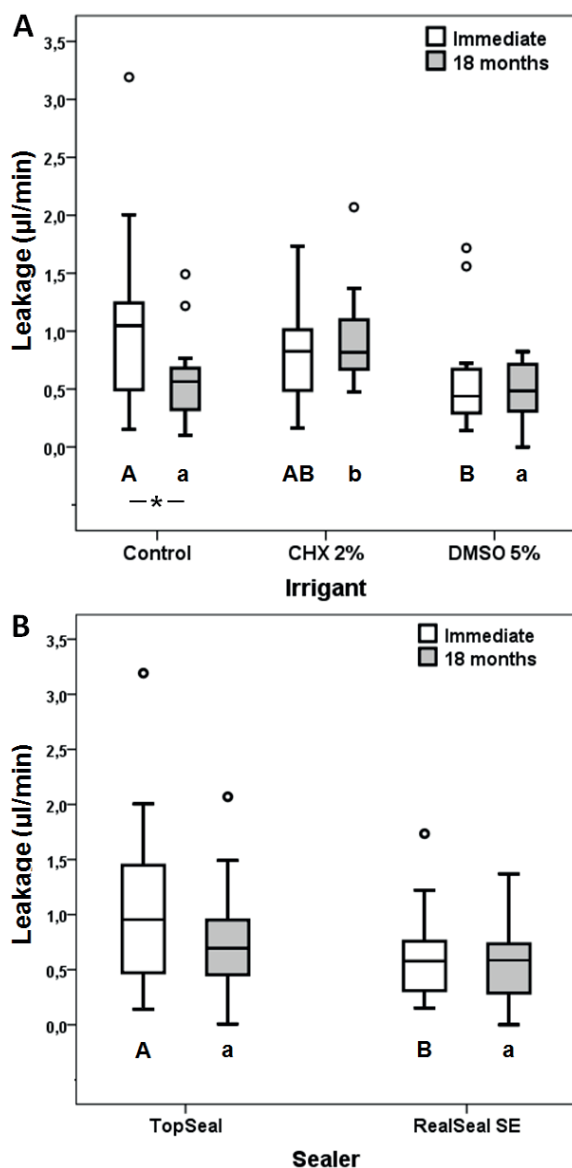 A
Immediate
18 months
3,5
3,0
2,5
2,0
1,5
1,0
0,5
0,0
Leakage (µl/min)
A a AB b B a
*
Control CHX 2% DMSO 5%
Irrigant
B
Immediate
18 months
3,5
3,0
2,5
2,0
1,5
1,0
0,5
0,0
Leakage (µl/min)
A a B a
TopSeal RealSeal SE
Sealer